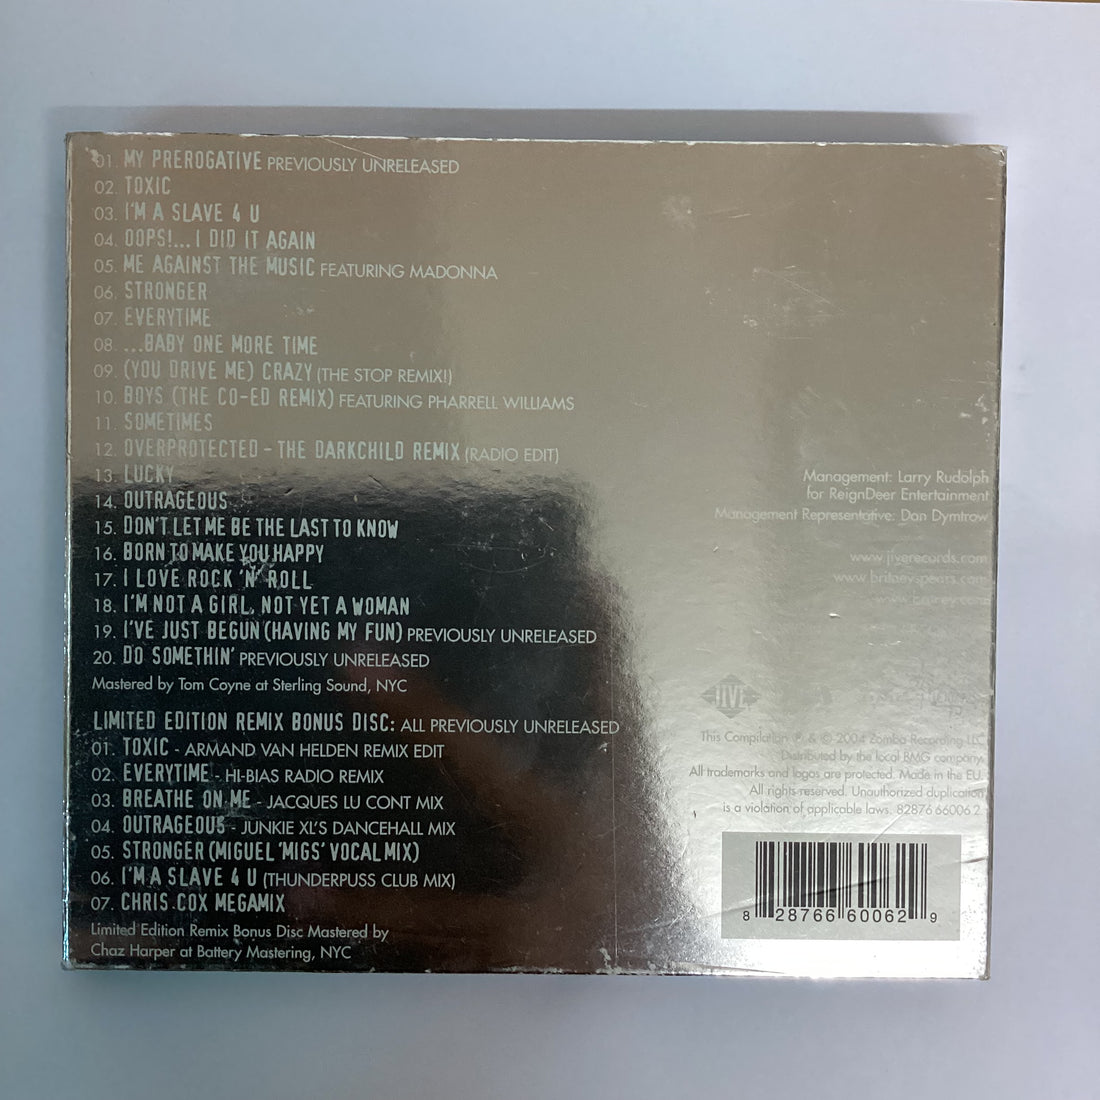 01. MY PREROGATIVE PREVIOUSLY UNRELEASED
02. TOXIC
03. I'M A SLAVE 4 U
04. OOPS!... I DID IT AGAIN
05. ME AGAINST THE MUSIC FEATURING MADONNA
06. STRONGER
07. EVERYTIME
08. ...BABY ONE MORE TIME
09. (YOU DRIVE ME) CRAZY (THE STOP REMIX!)
10. BOYS (THE CO-ED REMIX) FEATURING PHARRELL WILLIAMS
11. SOMETIMES
12. OVERPROTECTED - THE DARKCHILD REMIX (RADIO EDIT)
13. LUCKY
14. OUTRAGEOUS
15. DON'T LET ME BE THE LAST TO KNOW
16. BORN TO MAKE YOU HAPPY
17. I LOVE ROCK 'N' ROLL
18. I'M NOT A GIRL, NOT YET A WOMAN
19. I'VE JUST BEGUN (HAVING MY FUN) PREVIOUSLY UNRELEASED
20. DO SOMETHIN' PREVIOUSLY UNRELEASED
Mastered by Tom Coyne at Sterling Sound, NYC
LIMITED EDITION REMIX BONUS DISC: ALL PREVIOUSLY UNRELEASED
01. TOXIC - ARMAND VAN HELDEN REMIX EDIT
02. EVERYTIME - HI-BIAS RADIO REMIX
03. BREATHE ON ME - JACQUES LU CONT MIX
04. OUTRAGEOUS - JUNKIE XL'S DANCEHALL MIX
05. STRONGER (MIGUEL 'MIGS' VOCAL MIX)
06. I'M A SLAVE 4 U (THUNDERPUSS CLUB MIX)
07. CHRIS COX MEGAMIX
Limited Edition Remix Bonus Disc Mastered by
Chaz Harper at Battery Mastering, NYC
Management: Larry Rudolph
for ReignDeer Entertainment
Management Representative: Dan Dymtrow
www.jiverecords.com
www.britneyspears.com
www.britney.com
JIVE
This Compilation ℗ & © 2004 Zomba Recording LLC
Distributed by the local BMG company.
All trademarks and logos are protected. Made in the EU.
All rights reserved. Unauthorized duplication
is a violation of applicable laws. 82876 66006 2
8 28766 60062 9